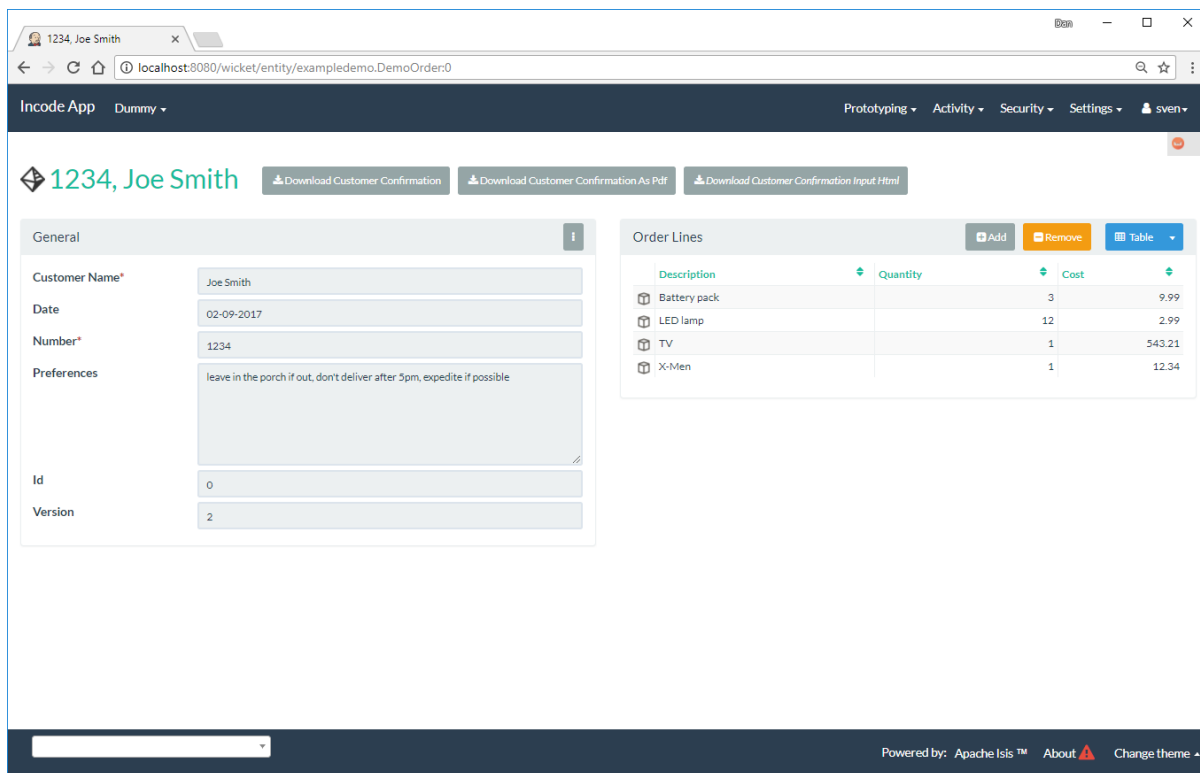 Dan
1234, Joe Smith
localhost:8080/wicket/entity/exampledemo.DemoOrder:0
Incode App Dummy Prototyping Activity Security Settings sven
1234, Joe Smith Download Customer Confirmation Download Customer Confirmation As Pdf Download Customer Confirmation Input Html
General
Customer Name* Joe Smith
Date 02-09-2017
Number* 1234
Preferences leave in the porch if out, don't deliver after 5pm, expedite if possible
Id 0
Version 2
Order Lines Add Remove Table
Description Quantity Cost
Battery pack 3 9.99
LED lamp 12 2.99
TV 1 543.21
X-Men 1 12.34
Powered by: Apache Isis ™ About Change theme